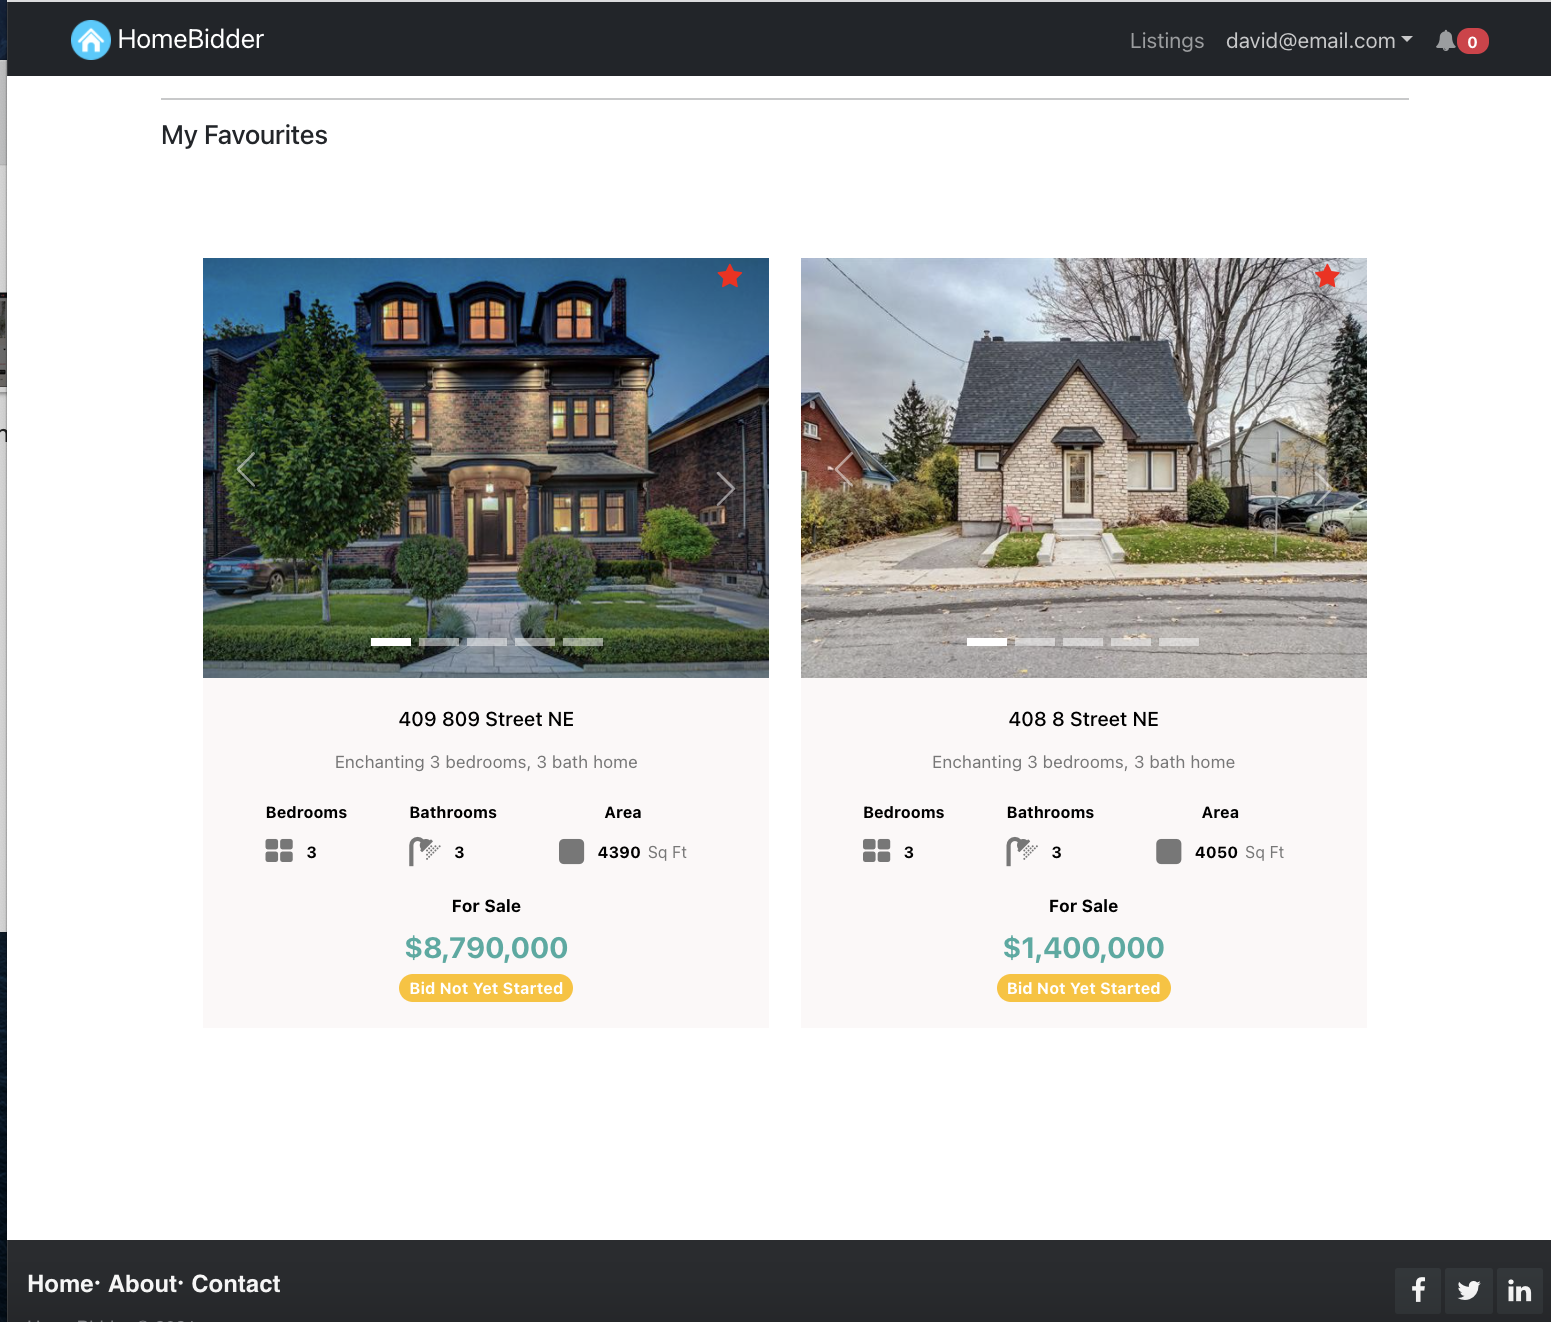 HomeBidder
Listings david@email.com 0
My Favourites
409 809 Street NE
Enchanting 3 bedrooms, 3 bath home
Bedrooms Bathrooms Area
3 3 4390 Sq Ft
For Sale
$8,790,000
Bid Not Yet Started
408 8 Street NE
Enchanting 3 bedrooms, 3 bath home
Bedrooms Bathrooms Area
3 3 4050 Sq Ft
For Sale
$1,400,000
Bid Not Yet Started
Home· About· Contact